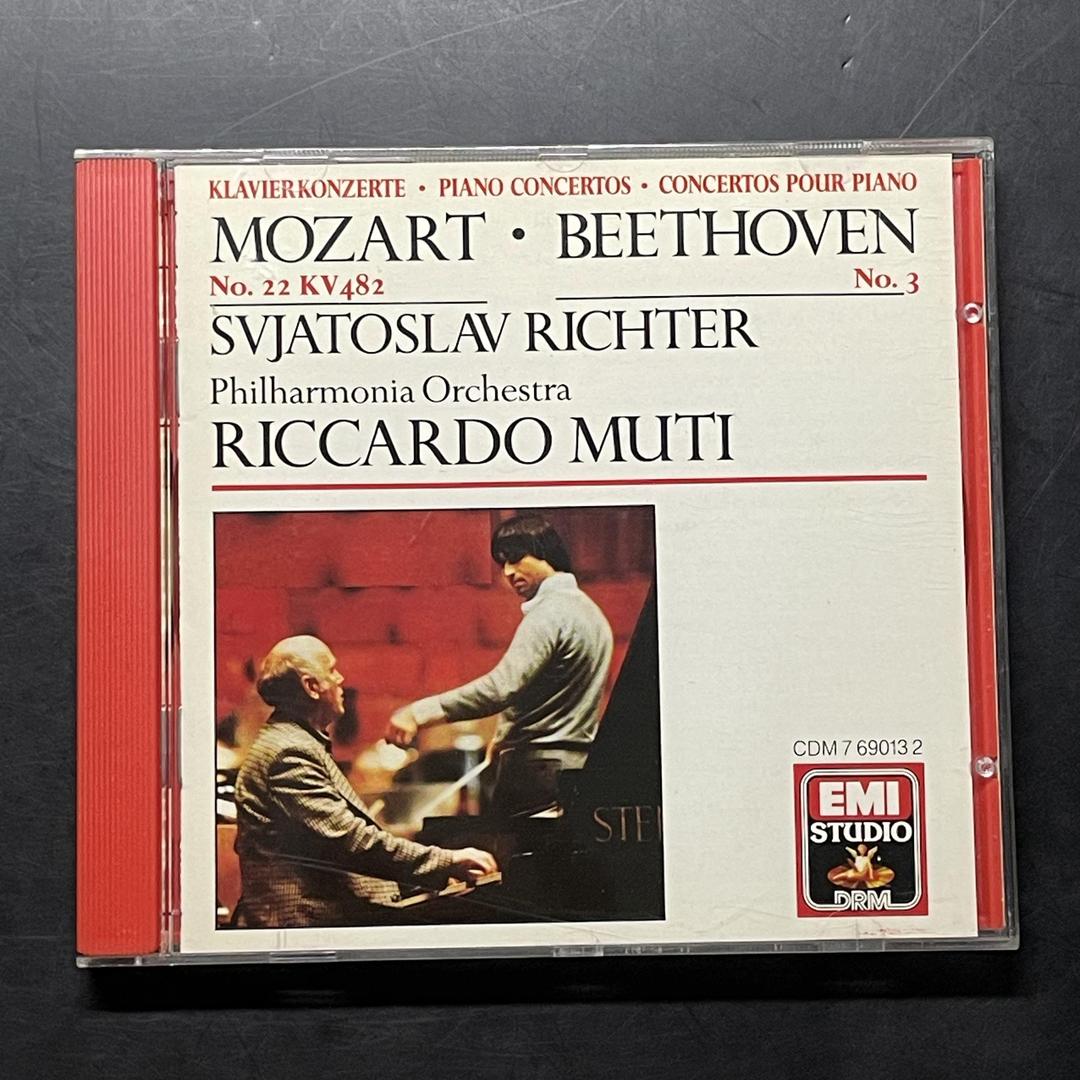 KLAVIERKONZERTE • PIANO CONCERTOS • CONCERTOS POUR PIANO
MOZART • BEETHOVEN
No. 22 KV482 No. 3
SVJATOSLAV RICHTER
Philharmonia Orchestra
RICCARDO MUTI
STEI
CDM 7 69013 2
EMI
STUDIO
DRM